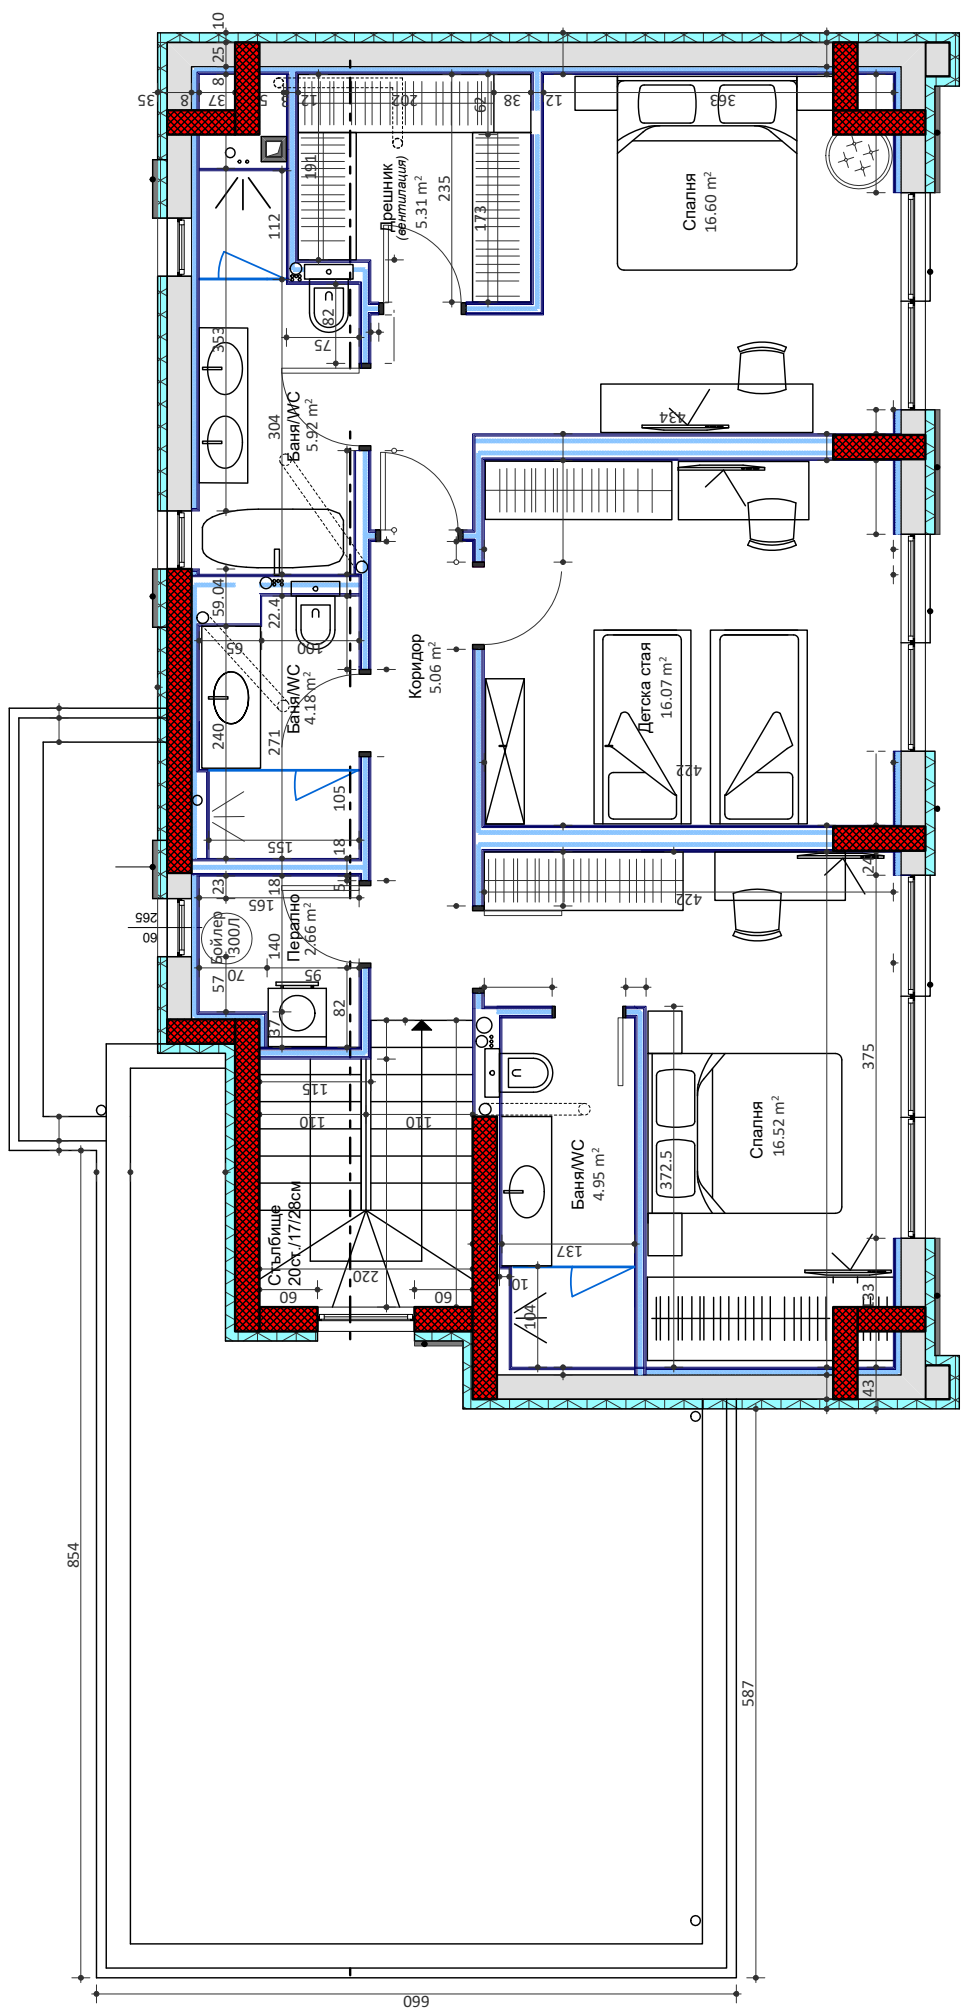 10
25
8
37
5
3
12
202
62
38
12
363
35
8
191
112
Дрешник
(вентилация)
5.31 m²
235
173
Спалня
16.60 m²
82
75
353
304
Баня/WC
5.92 m²
434
59.04
22.4
65
100
Баня/WC
4.18 m²
240
271
105
155
18
Коридор
5.06 m²
Детска стая
16.07 m²
422
24
422
23
18
5
165
265
60
Бойлер
300Л
Перално
2.66 m²
140
57
70
95
37
82
115
110
110
375
Стълбище
20ст./17/28см
220
60
60
Баня/WC
4.95 m²
137
10
104
372.5
Спалня
16.52 m²
133
43
854
587
660